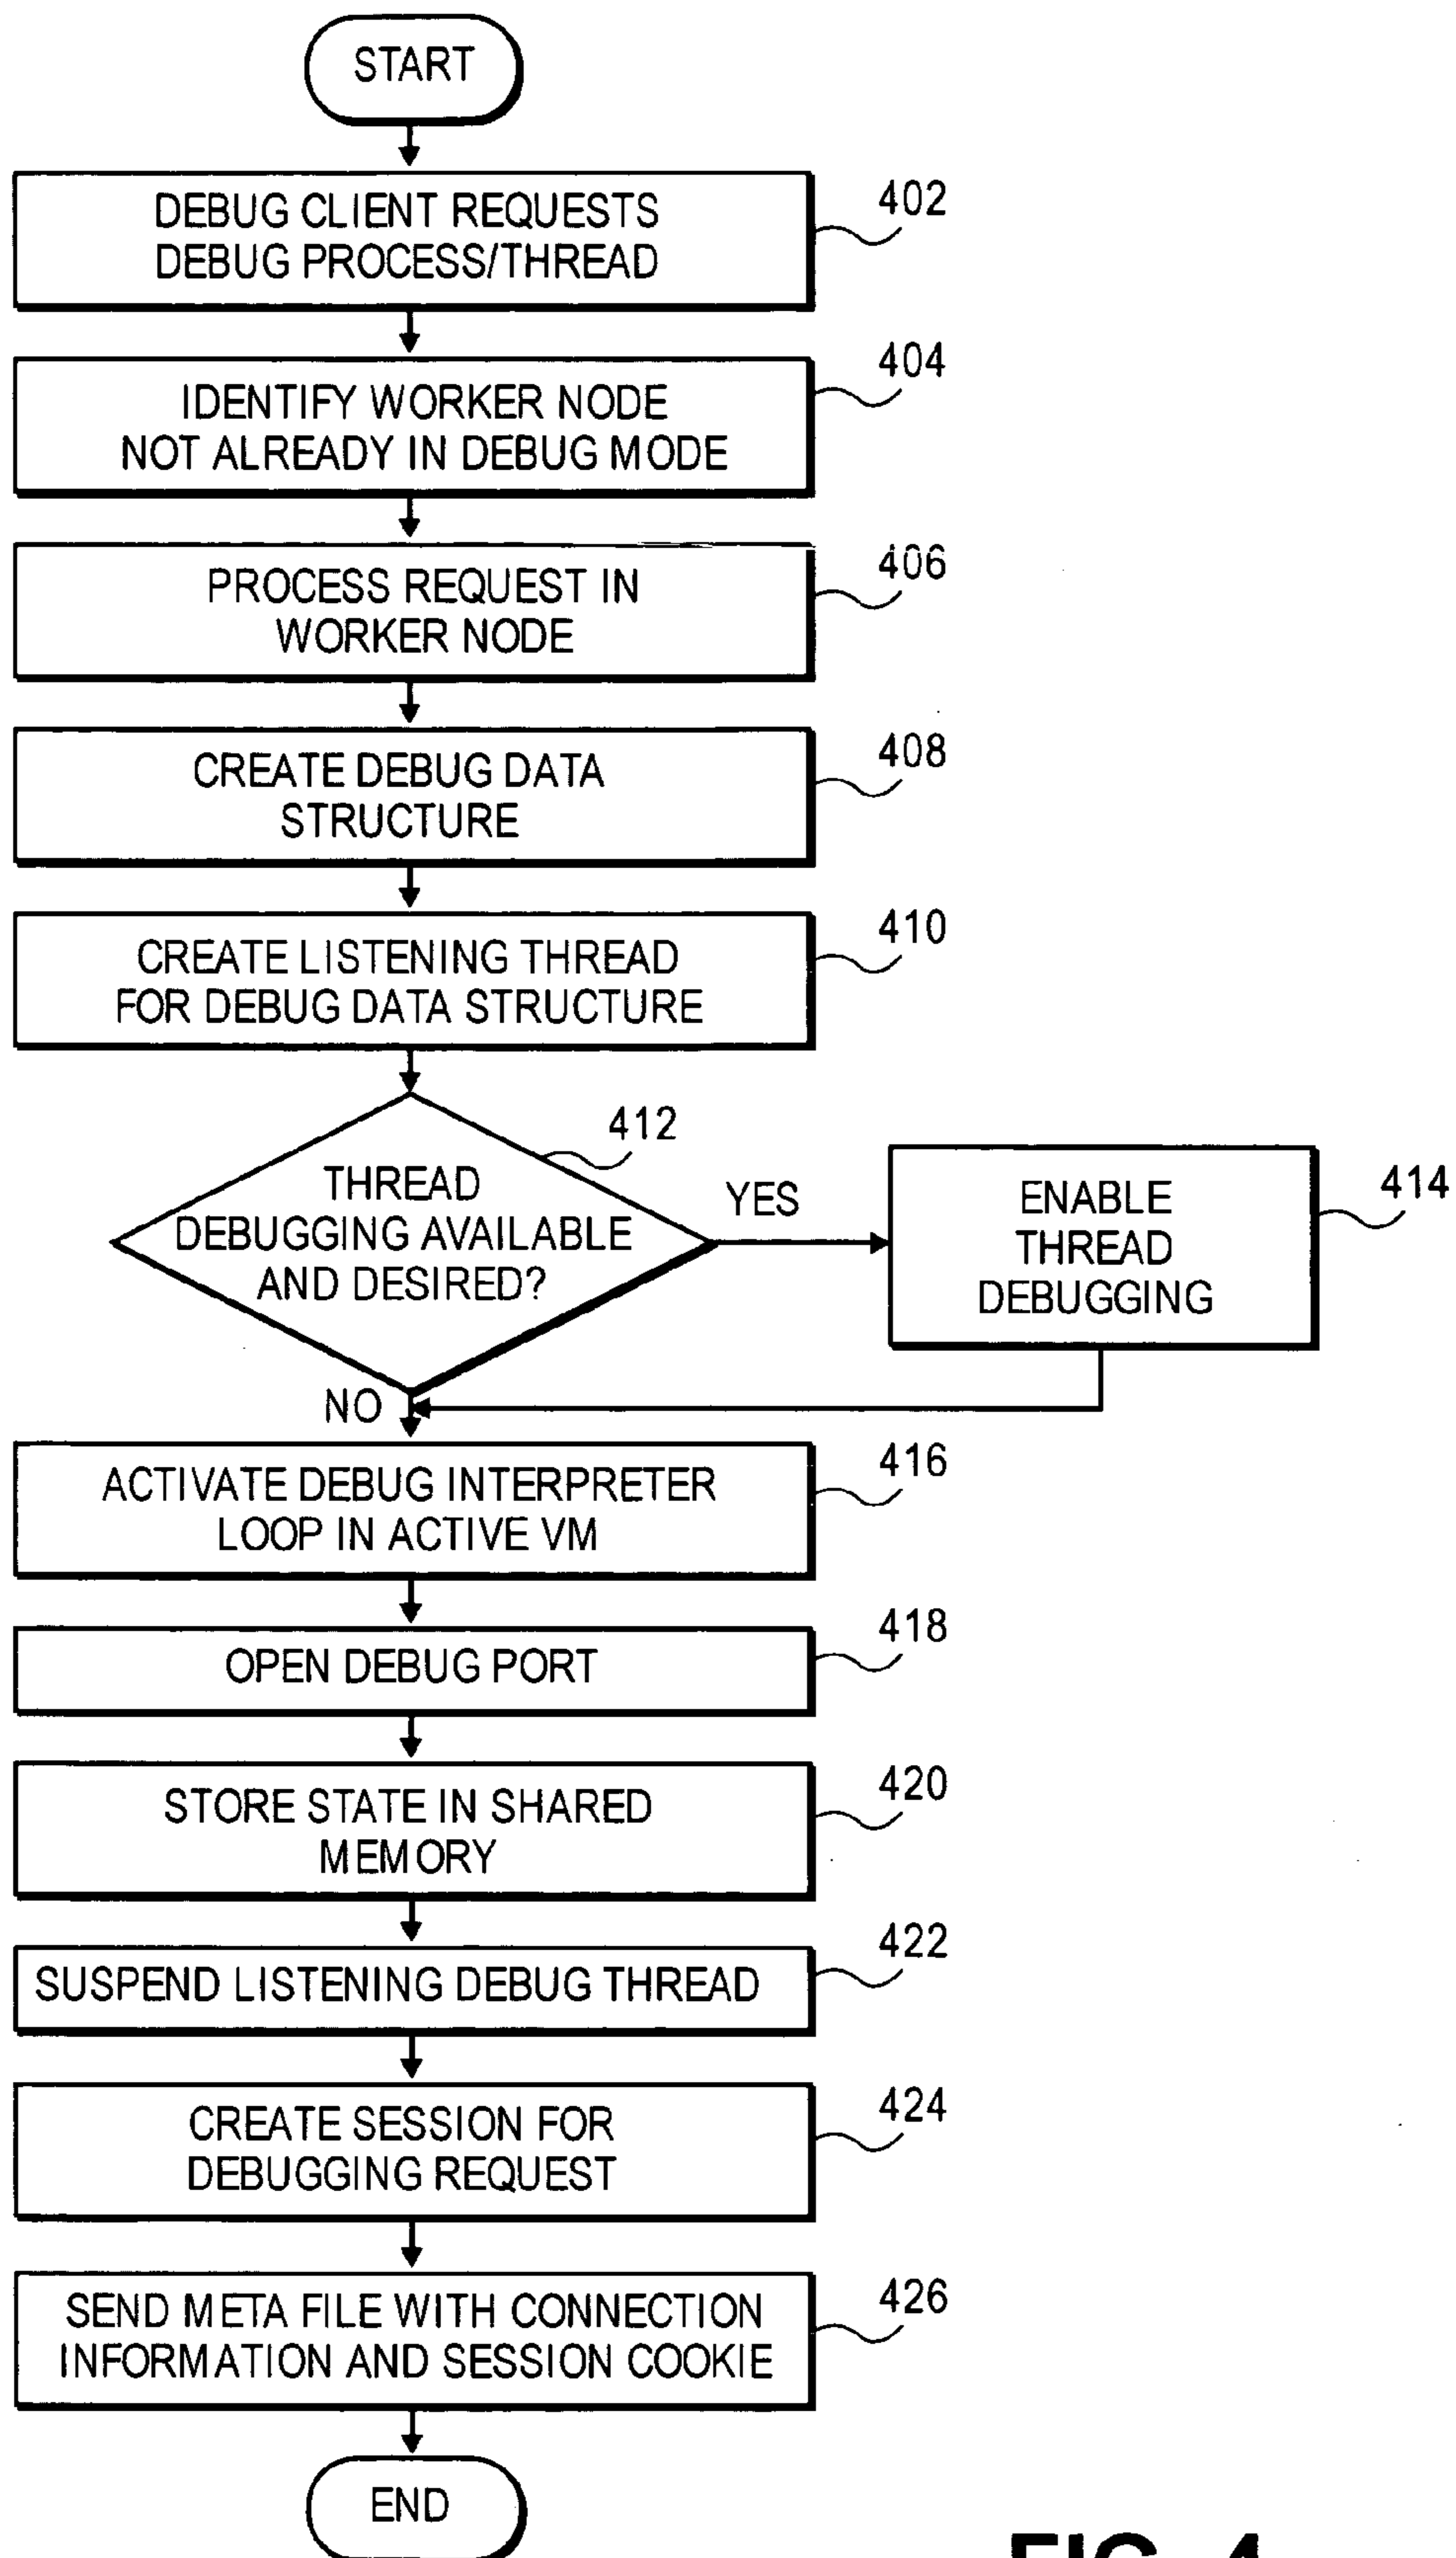 START
DEBUG CLIENT REQUESTS
DEBUG PROCESS/THREAD
402
IDENTIFY WORKER NODE
NOT ALREADY IN DEBUG MODE
404
PROCESS REQUEST IN
WORKER NODE
406
CREATE DEBUG DATA
STRUCTURE
408
CREATE LISTENING THREAD
FOR DEBUG DATA STRUCTURE
410
THREAD
DEBUGGING AVAILABLE
AND DESIRED?
412
YES
ENABLE
THREAD
DEBUGGING
414
NO
ACTIVATE DEBUG INTERPRETER
LOOP IN ACTIVE VM
416
OPEN DEBUG PORT
418
STORE STATE IN SHARED
MEMORY
420
SUSPEND LISTENING DEBUG THREAD
422
CREATE SESSION FOR
DEBUGGING REQUEST
424
SEND META FILE WITH CONNECTION
INFORMATION AND SESSION COOKIE
426
END
FIG. 4